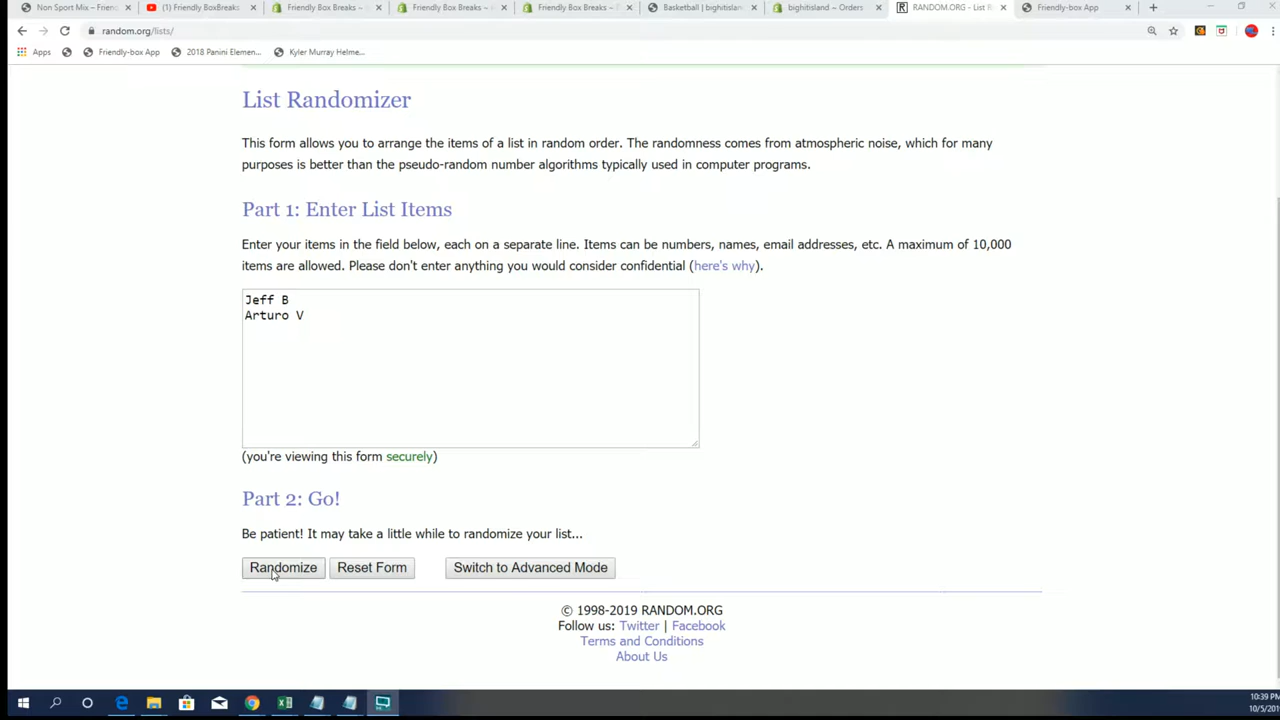 Non Sport Mix – Frien
(1) Friendly BoxBreaks
Friendly Box Breaks ~
Friendly Box Breaks ~ (
Friendly Box Breaks ~
Basketball | bighitislan
bighitisland ~ Orders
RANDOM.ORG - List R
Friendly-box App
random.org/lists/
Apps
Friendly-box App
2018 Panini Elemen...
Kyler Murray Helme...
List Randomizer
This form allows you to arrange the items of a list in random order. The randomness comes from atmospheric noise, which for many
purposes is better than the pseudo-random number algorithms typically used in computer programs.
Part 1: Enter List Items
Enter your items in the field below, each on a separate line. Items can be numbers, names, email addresses, etc. A maximum of 10,000
items are allowed. Please don't enter anything you would consider confidential (here's why).
Jeff B
Arturo V
(you're viewing this form securely)
Part 2: Go!
Be patient! It may take a little while to randomize your list...
Randomize Reset Form Switch to Advanced Mode
© 1998-2019 RANDOM.ORG
Follow us: Twitter | Facebook
Terms and Conditions
About Us
10:39 PM
10/5/2019